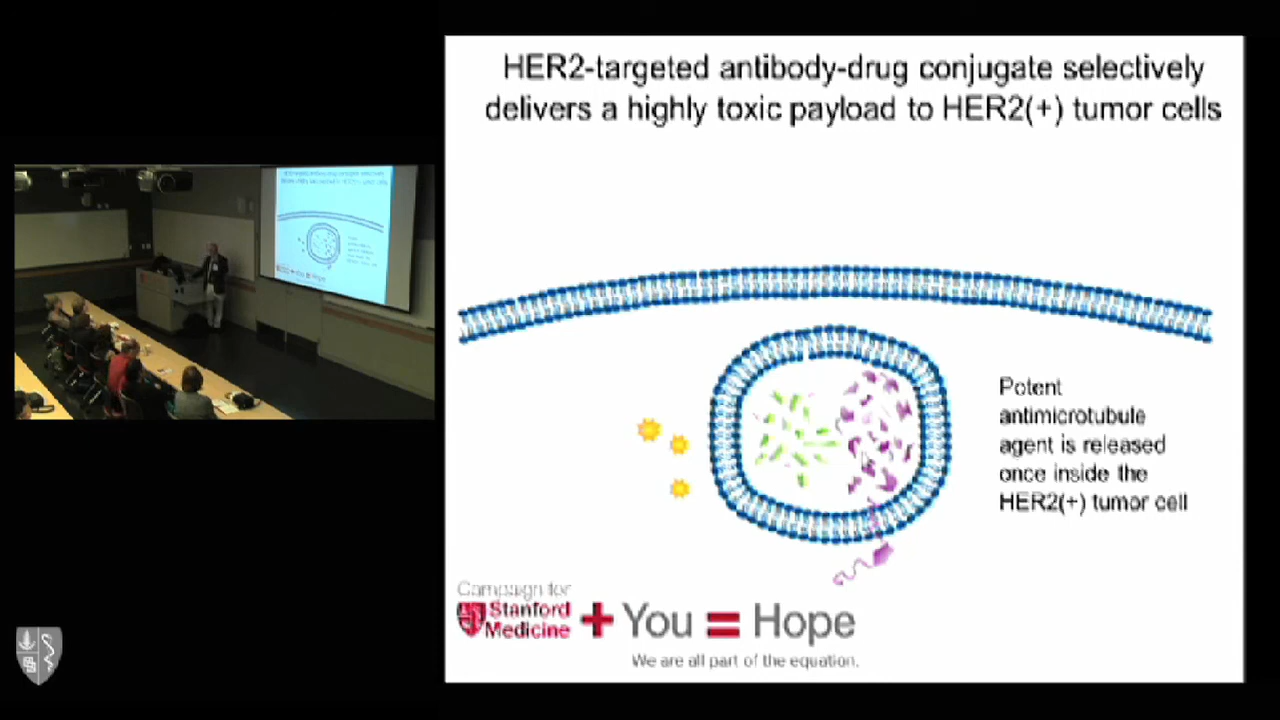 HER2-targeted antibody-drug conjugate selectively
delivers a highly toxic payload to HER2(+) tumor cells
Potent
antimicrotubule
agent is released
once inside the
HER2(+) tumor cell
Campaign for
Stanford
Medicine
+ You = Hope
We are all part of the equation.